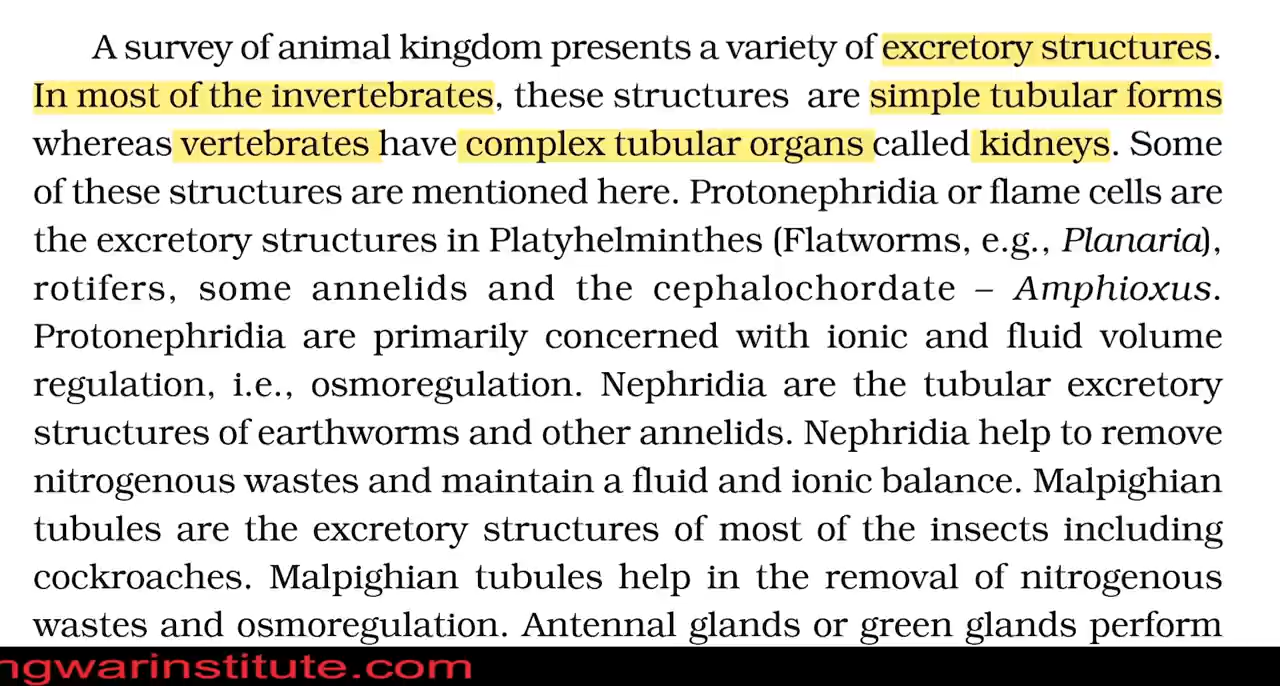 A survey of animal kingdom presents a variety of excretory structures.
In most of the invertebrates, these structures are simple tubular forms
whereas vertebrates have complex tubular organs called kidneys. Some
of these structures are mentioned here. Protonephridia or flame cells are
the excretory structures in Platyhelminthes (Flatworms, e.g., Planaria),
rotifers, some annelids and the cephalochordate – Amphioxus.
Protonephridia are primarily concerned with ionic and fluid volume
regulation, i.e., osmoregulation. Nephridia are the tubular excretory
structures of earthworms and other annelids. Nephridia help to remove
nitrogenous wastes and maintain a fluid and ionic balance. Malpighian
tubules are the excretory structures of most of the insects including
cockroaches. Malpighian tubules help in the removal of nitrogenous
wastes and osmoregulation. Antennal glands or green glands perform
ngwarinstitute.com